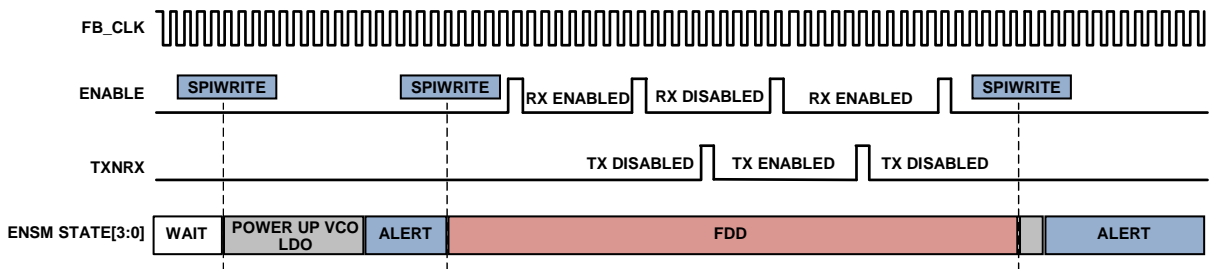 FB_CLK
ENABLE
SPIWRITE
SPIWRITE
RX ENABLED
RX DISABLED
RX ENABLED
SPIWRITE
TXNRX
TX DISABLED
TX ENABLED
TX DISABLED
ENSM STATE[3:0]
WAIT
POWER UP VCO
LDO
ALERT
FDD
ALERT